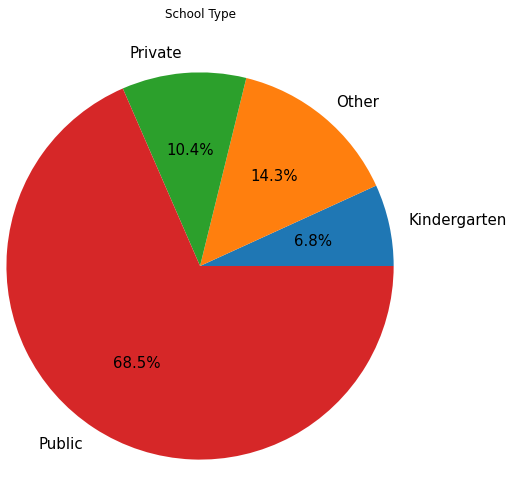 School Type
Private
Other
10.4%
14.3%
Kindergarten
6.8%
68.5%
Public